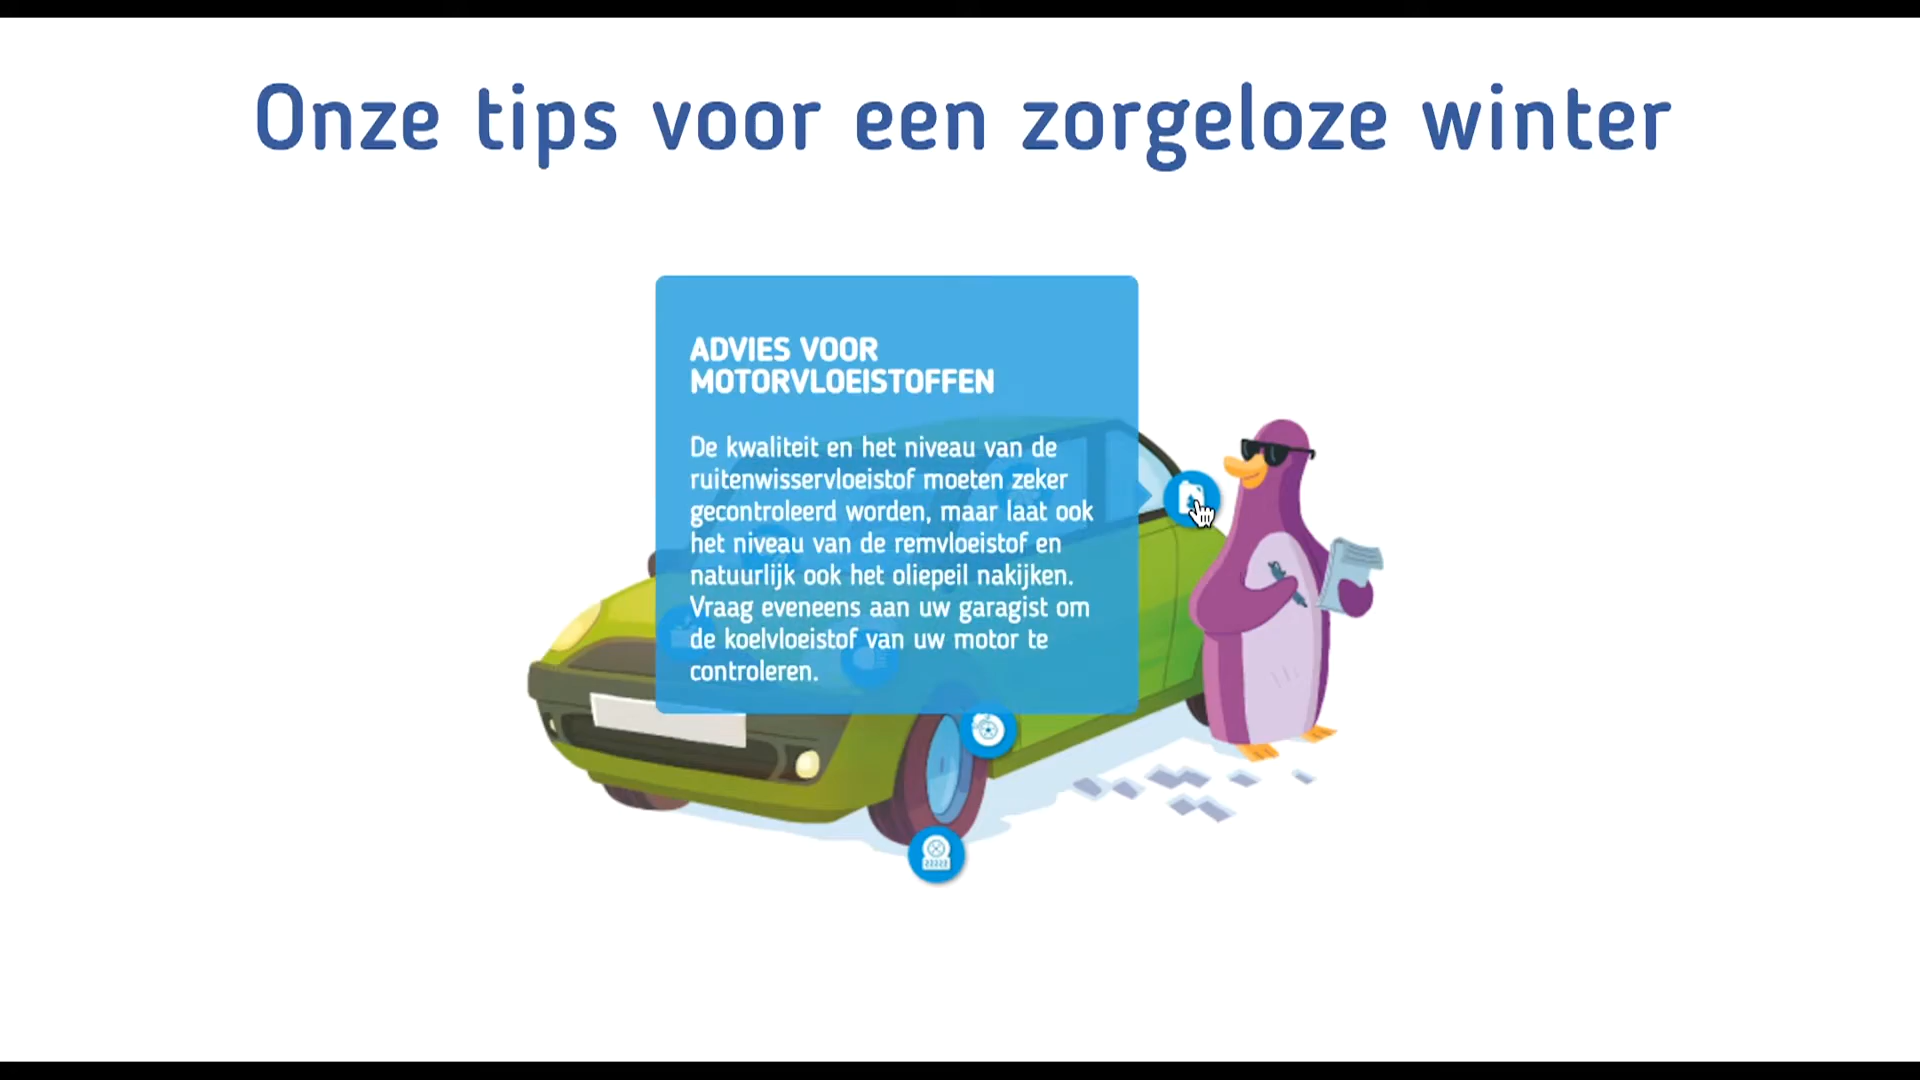 Onze tips voor een zorgeloze winter
ADVIES VOOR
MOTORVLOEISTOFFEN
De kwaliteit en het niveau van de
ruitenwisservloeistof moeten zeker
gecontroleerd worden, maar laat ook
het niveau van de remvloeistof en
natuurlijk ook het oliepeil nakijken.
Vraag eveneens aan uw garagist om
de koelvloeistof van uw motor te
controleren.